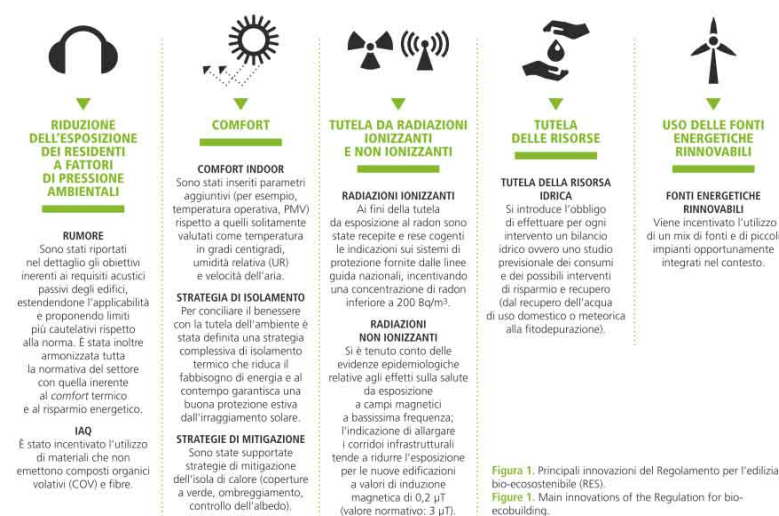 RIDUZIONE
DELL'ESPOSIZIONE
DEI RESIDENTI
A FATTORI
DI PRESSIONE
AMBIENTALI
RUMORE
Sono stati riportati
nel dettaglio gli obiettivi
inerenti ai requisiti acustici
passivi degli edifici,
estendendone l'applicabilità
e proponendo limiti
più cautelativi rispetto
alla norma. È stata inoltre
armonizzata tutta
la normativa del settore
con quella inerente
al comfort termico
e al risparmio energetico.
IAQ
È stato incentivato l'utilizzo
di materiali che non
emettono composti organici
volativi (COV) e fibre.
COMFORT
COMFORT INDOOR
Sono stati inseriti parametri
aggiuntivi (per esempio,
temperatura operativa, PMV)
rispetto a quelli solitamente
valutati come temperatura
in gradi centigradi,
umidità relativa (UR)
e velocità dell'aria.
STRATEGIA DI ISOLAMENTO
Per conciliare il benessere
con la tutela dell'ambiente è
stata definita una strategia
complessiva di isolamento
termico che riduca il
fabbisogno di energia e al
contempo garantisca una
buona protezione estiva
dall'irraggiamento solare.
STRATEGIE DI MITIGAZIONE
Sono state supportate
strategie di mitigazione
dell'isola di calore (coperture
a verde, ombreggiamento,
controllo dell'albedo).
TUTELA DA RADIAZIONI
IONIZZANTI
E NON IONIZZANTI
RADIAZIONI IONIZZANTI
Ai fini della tutela
da esposizione al radon sono
state recepite e rese cogenti
le indicazioni sui sistemi di
protezione fornite dalle linee
guida nazionali, incentivando
una concentrazione di radon
inferiore a 200 Bq/m³.
RADIAZIONI
NON IONIZZANTI
Si è tenuto conto delle
evidenze epidemiologiche
relative agli effetti sulla salute
da esposizione
a campi magnetici
a bassissima frequenza;
l'indicazione di allargare
i corridoi infrastrutturali
tende a ridurre l'esposizione
per le nuove edificazioni
a valori di induzione
magnetica di 0,2 µT
(valore normativo: 3 µT).
TUTELA
DELLE RISORSE
TUTELA DELLA RISORSA
IDRICA
Si introduce l'obbligo
di effettuare per ogni
intervento un bilancio
idrico ovvero uno studio
previsionale dei consumi
e dei possibili interventi
di risparmio e recupero
(dal recupero dell'acqua
di uso domestico o meteorica
alla fitodepurazione).
USO DELLE FONTI
ENERGETICHE
RINNOVABILI
FONTI ENERGETICHE
RINNOVABILI
Viene incentivato l'utilizzo
di un mix di fonti e di piccoli
impianti opportunamente
integrati nel contesto.
Figura 1. Principali innovazioni del Regolamento per l'edilizia
bio-ecosostenibile (RES).
Figure 1. Main innovations of the Regulation for bio-
ecobuilding.